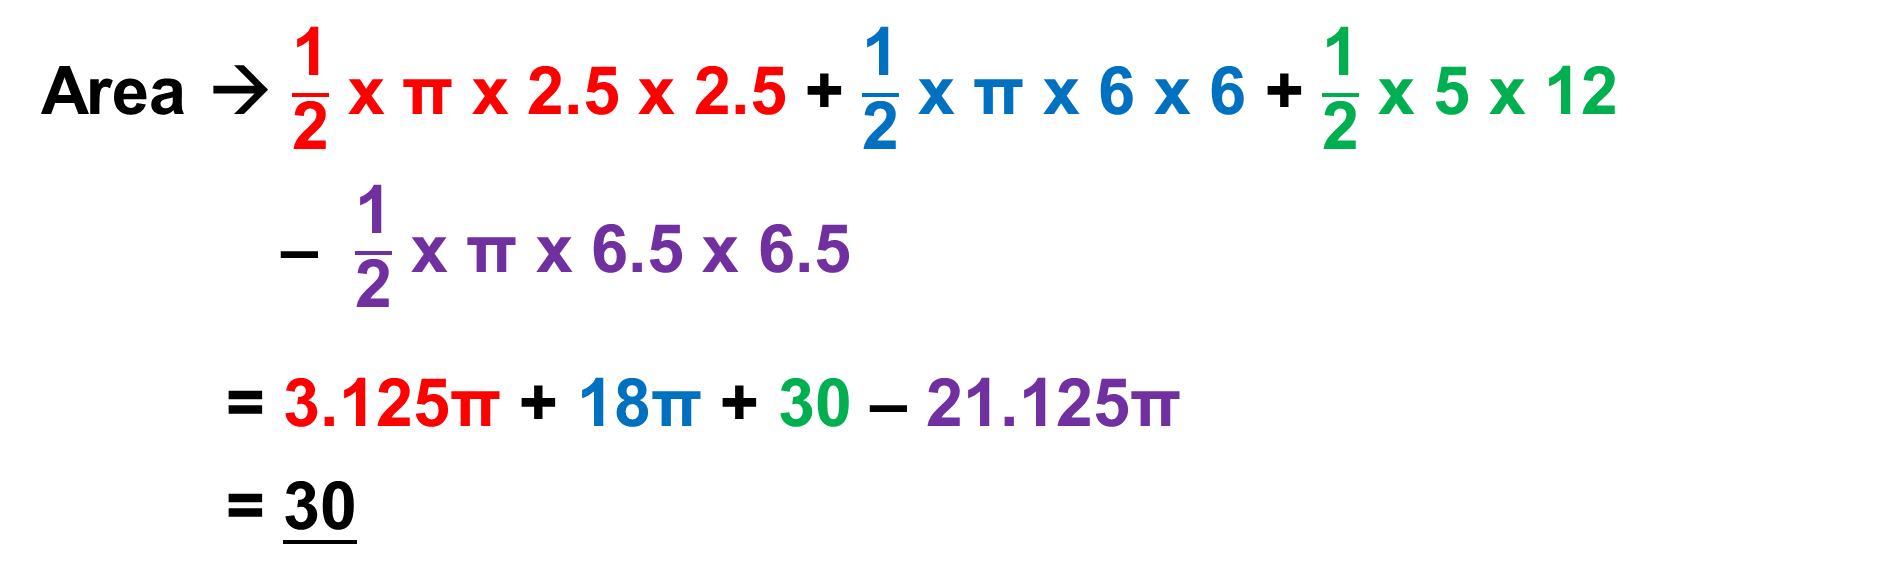 Area → 1/2 x π x 2.5 x 2.5 + 1/2 x π x 6 x 6 + 1/2 x 5 x 12
– 1/2 x π x 6.5 x 6.5
= 3.125π + 18π + 30 – 21.125π
= 30